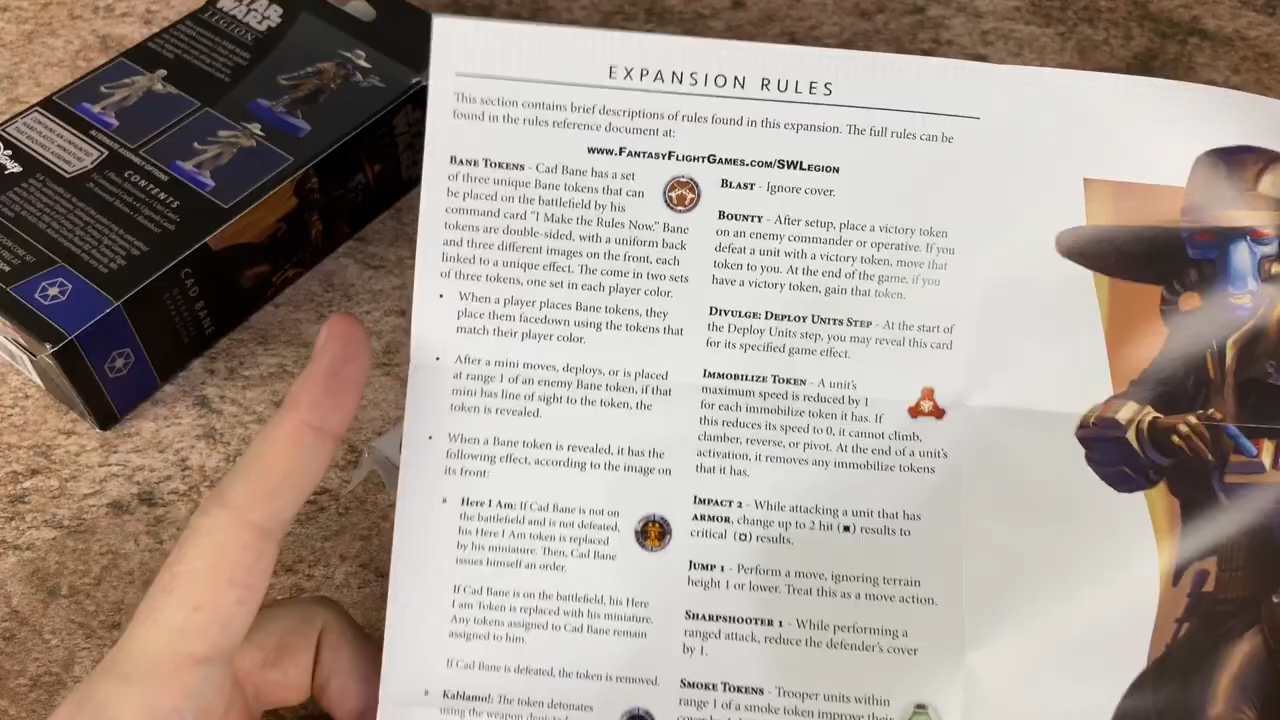 STAR
WARS
LEGION
ALTERNATE ASSEMBLY OPTIONS
CONTAINS AN UNPAINTED
HARD PLASTIC MINIATURE
THAT REQUIRES ASSEMBLY
Disney
CONTENTS
CAD BANE
OPERATIVE
EXPANSION
EXPANSION RULES
This section contains brief descriptions of rules found in this expansion. The full rules can be
found in the rules reference document at:
www.FantasyFlightGames.com/SWLegion
Bane Tokens - Cad Bane has a set
of three unique Bane tokens that can
be placed on the battlefield by his
command card “I Make the Rules Now.” Bane
tokens are double-sided, with a uniform back
and three different images on the front, each
linked to a unique effect. The come in two sets
of three tokens, one set in each player color.
• When a player places Bane tokens, they
place them facedown using the tokens that
match their player color.
• After a mini moves, deploys, or is placed
at range 1 of an enemy Bane token, if that
mini has line of sight to the token, the
token is revealed.
• When a Bane token is revealed, it has the
following effect, according to the image on
its front:
» Here I Am: If Cad Bane is not on
the battlefield and is not defeated,
his Here I Am token is replaced
by his miniature. Then, Cad Bane
issues himself an order.
If Cad Bane is on the battlefield, his Here
I am Token is replaced with his miniature.
Any tokens assigned to Cad Bane remain
assigned to him.
If Cad Bane is defeated, the token is removed.
» Kablamo!: The token detonates
using the weapon
Blast - Ignore cover.
Bounty - After setup, place a victory token
on an enemy commander or operative. If you
defeat a unit with a victory token, move that
token to you. At the end of the game, if you
have a victory token, gain that token.
Divulge: Deploy Units Step - At the start of
the Deploy Units step, you may reveal this card
for its specified game effect.
Immobilize Token - A unit’s
maximum speed is reduced by 1
for each immobilize token it has. If
this reduces its speed to 0, it cannot climb,
clamber, reverse, or pivot. At the end of a unit’s
activation, it removes any immobilize tokens
that it has.
Impact 2 - While attacking a unit that has
armor, change up to 2 hit ( ) results to
critical ( ) results.
Jump 1 - Perform a move, ignoring terrain
height 1 or lower. Treat this as a move action.
Sharpshooter 1 - While performing a
ranged attack, reduce the defender’s cover
by 1.
Smoke Tokens - Trooper units within
range 1 of a smoke token improve their